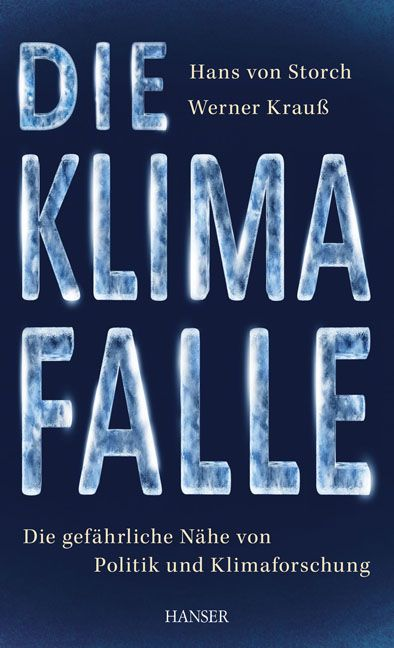 DIE
Hans von Storch
Werner Krauß
KLIMA
FALLE
Die gefährliche Nähe von
Politik und Klimaforschung
HANSER